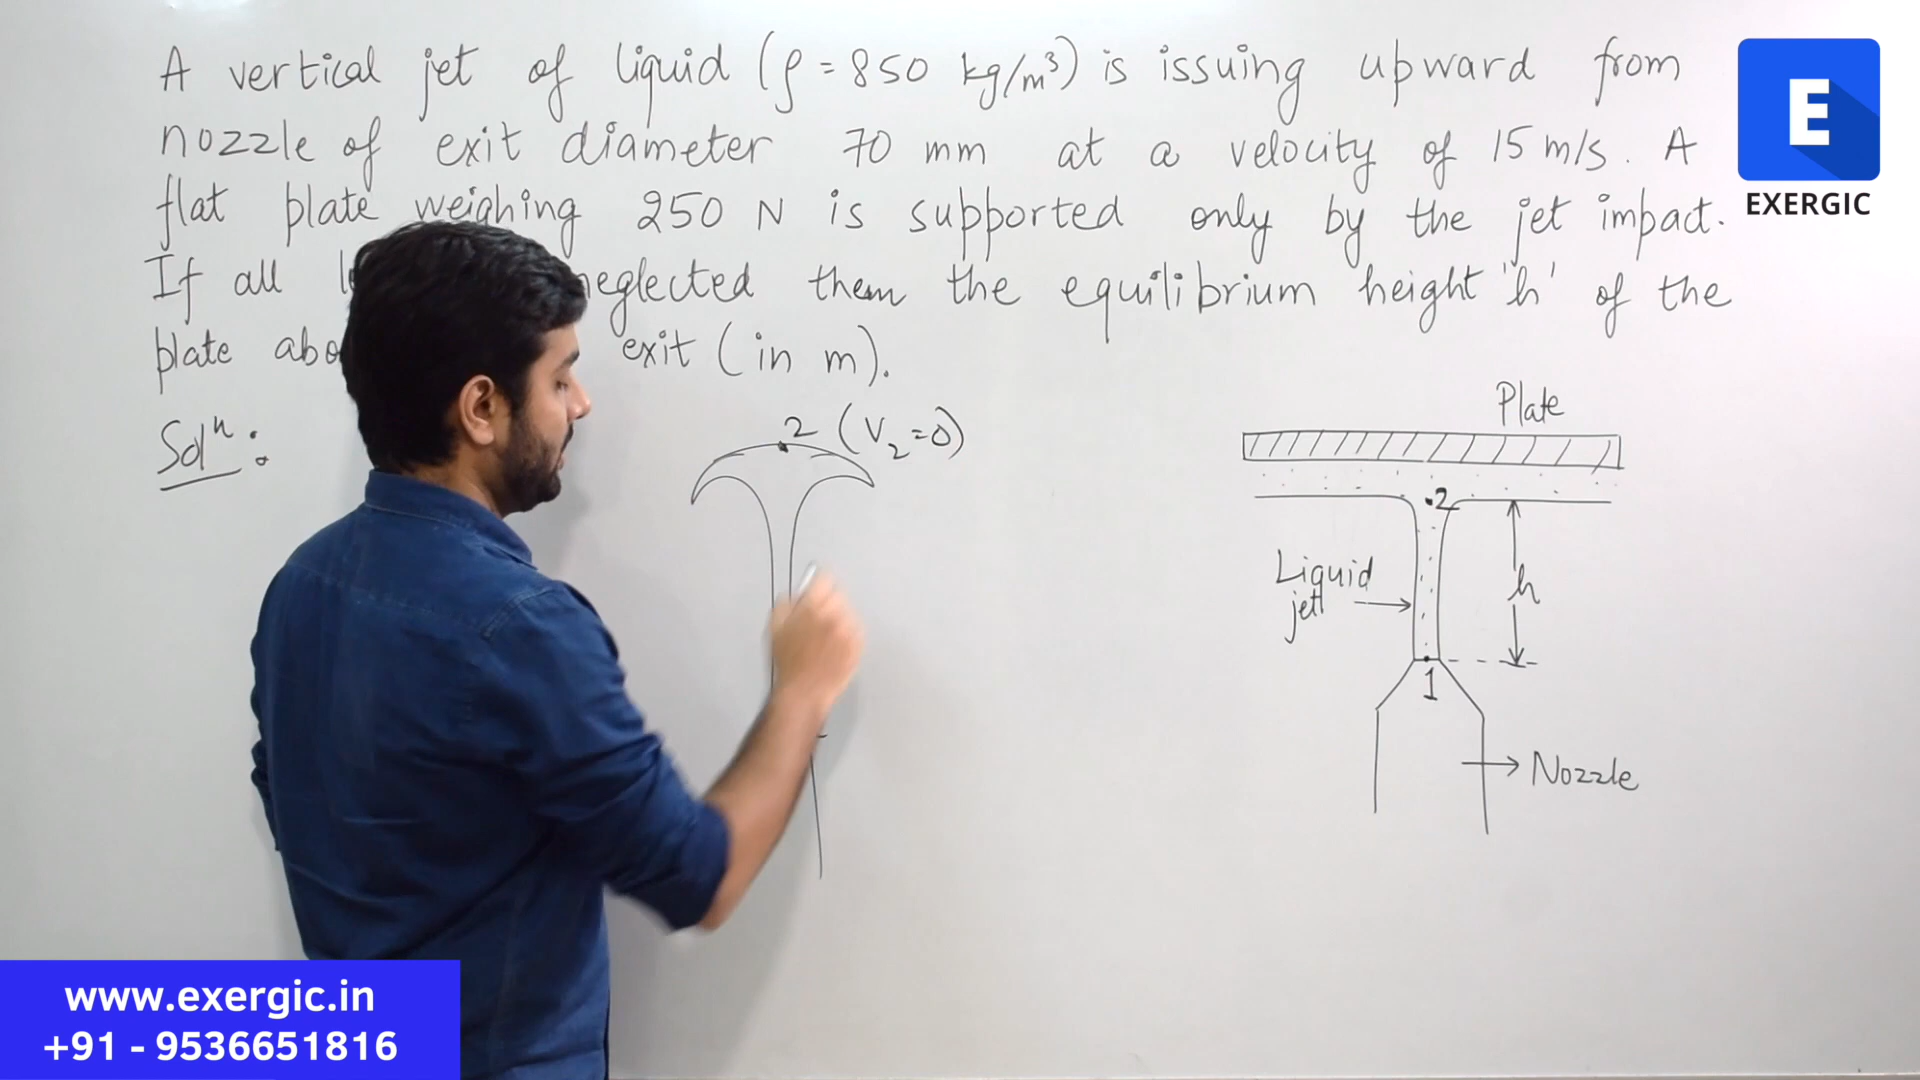 A vertical jet of liquid (ρ = 850 kg/m³) is issuing upward from
nozzle of exit diameter 70 mm at a velocity of 15 m/s. A
flat plate weighing 250 N is supported only by the jet impact.
If all neglected them the equilibrium height 'h' of the
plate exit (in m).
Solⁿ:
2 (V₂=0)
Plate
.2
Liquid
jet
h
1
Nozzle
E
EXERGIC
www.exergic.in
+91 - 9536651816